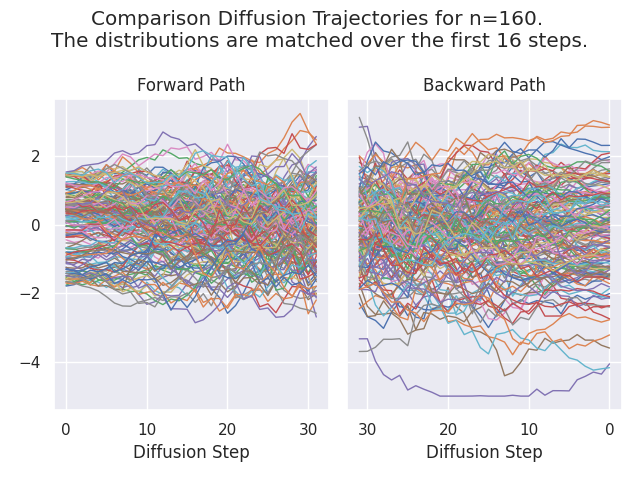 Comparison Diffusion Trajectories for n=160.
The distributions are matched over the first 16 steps.
Forward Path
Backward Path
2
0
−2
−4
0 10 20 30
30 20 10 0
Diffusion Step
Diffusion Step